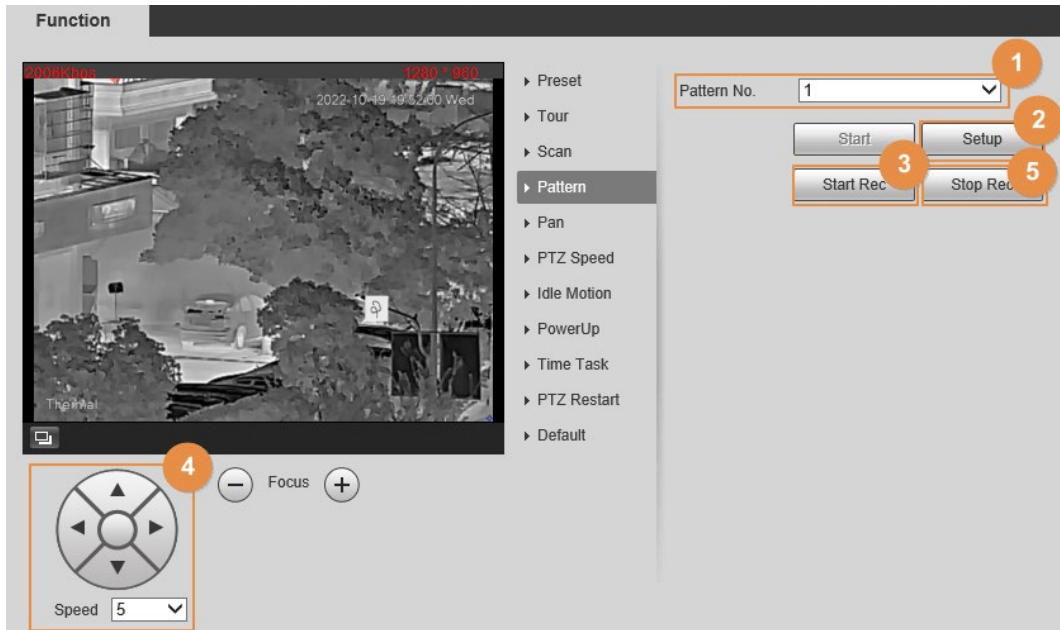 Function
2006Kbps 1280 * 960
2022-10-19 19:52:00 Wed
Thermal
Preset
Tour
Scan
Pattern
Pan
PTZ Speed
Idle Motion
PowerUp
Time Task
PTZ Restart
Default
Pattern No. 1
1
Start Setup
2
Start Rec Stop Rec
3
5
4
Focus
Speed 5